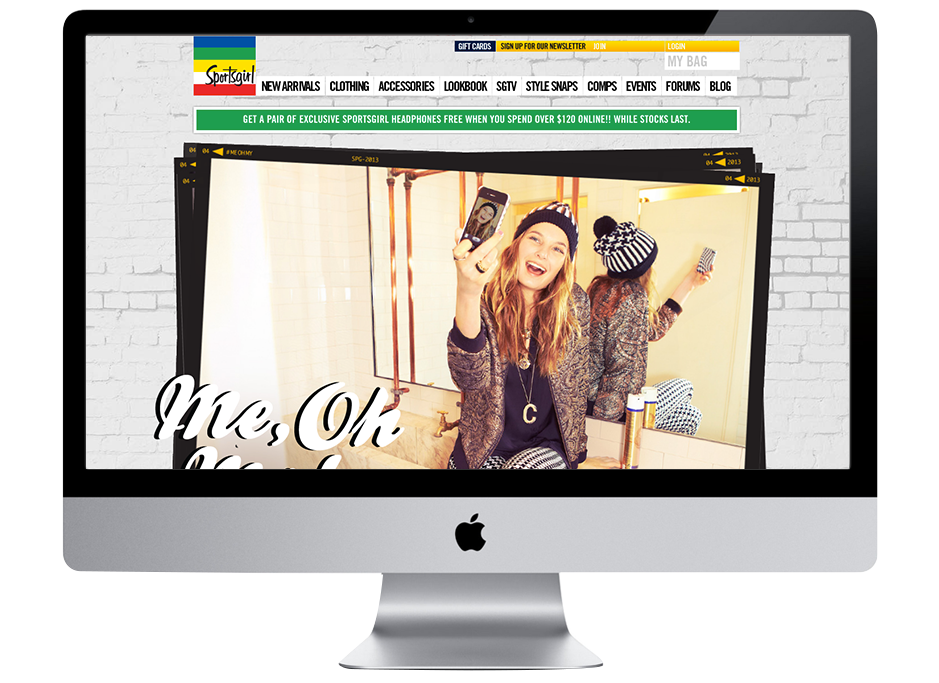 GIFT CARDS SIGN UP FOR OUR NEWSLETTER JOIN LOGIN
MY BAG
Sportsgirl
NEW ARRIVALS CLOTHING ACCESSORIES LOOKBOOK SGTV STYLE SNAPS COMPS EVENTS FORUMS BLOG
GET A PAIR OF EXCLUSIVE SPORTSGIRL HEADPHONES FREE WHEN YOU SPEND OVER $120 ONLINE!! WHILE STOCKS LAST.
04 04 #MEOHMY SPG-2013
04 04 2013
04 04 2013
C
Me, Oh